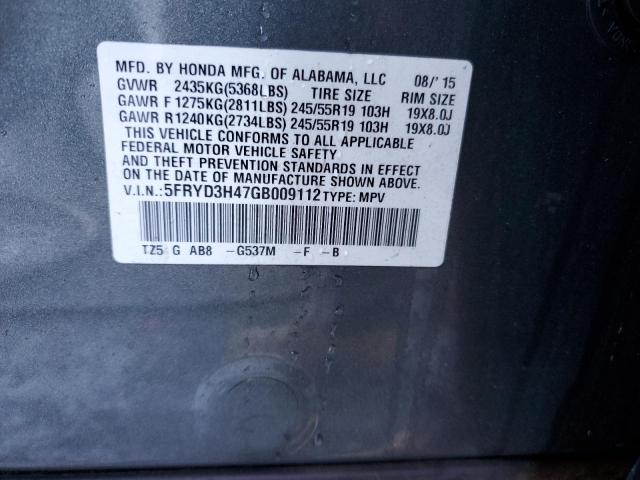 MFD. BY HONDA MFG. OF ALABAMA, LLC 08/'15
GVWR 2435KG(5368LBS) TIRE SIZE RIM SIZE
GAWR F 1275KG(2811LBS) 245/55R19 103H 19X8.0J
GAWR R 1240KG(2734LBS) 245/55R19 103H 19X8.0J
THIS VEHICLE CONFORMS TO ALL APPLICABLE
FEDERAL MOTOR VEHICLE SAFETY
AND THEFT PREVENTION STANDARDS IN EFFECT
ON THE DATE OF MANUFACTURE SHOWN ABOVE.
V.I.N.:5FRYD3H47GB009112 TYPE: MPV
TZ5 G AB8 –G537M –F –B